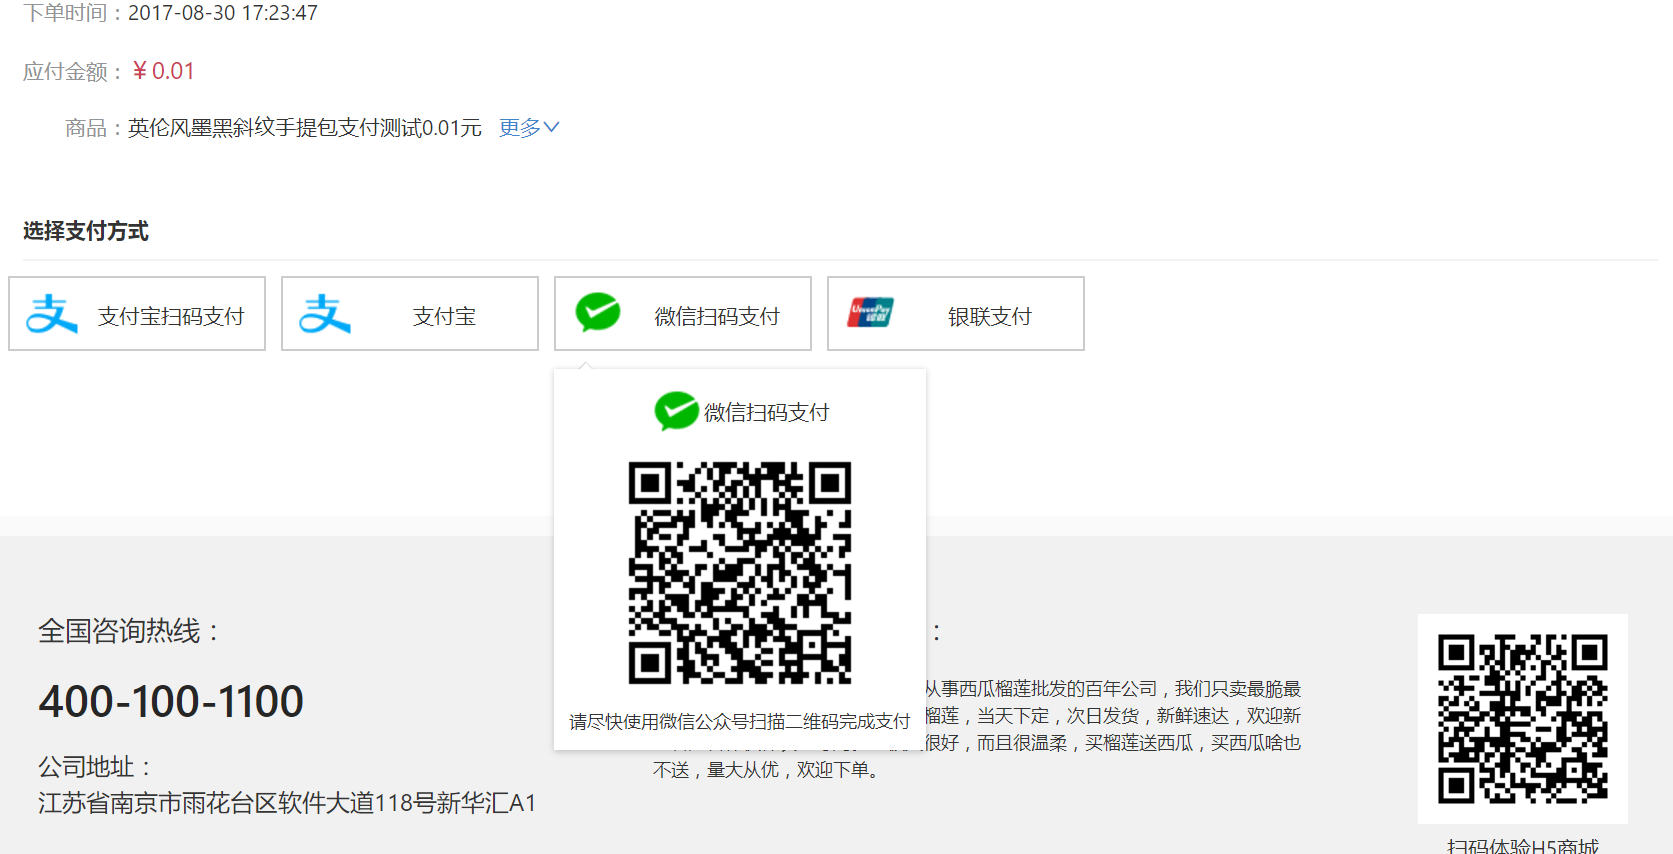 下单时间：2017-08-30 17:23:47
应付金额：￥0.01
商品：英伦风墨黑斜纹手提包支付测试0.01元 更多
选择支付方式
支付宝扫码支付 支付宝 微信扫码支付 银联支付
微信扫码支付
请尽快使用微信公众号扫描二维码完成支付
全国咨询热线：
400-100-1100
公司地址：
江苏省南京市雨花台区软件大道118号新华汇A1
：
从事西瓜榴莲批发的百年公司，我们只卖最脆最
榴莲，当天下定，次日发货，新鲜速达，欢迎新
很好，而且很温柔，买榴莲送西瓜，买西瓜啥也
不送，量大从优，欢迎下单。
扫码体验H5商城